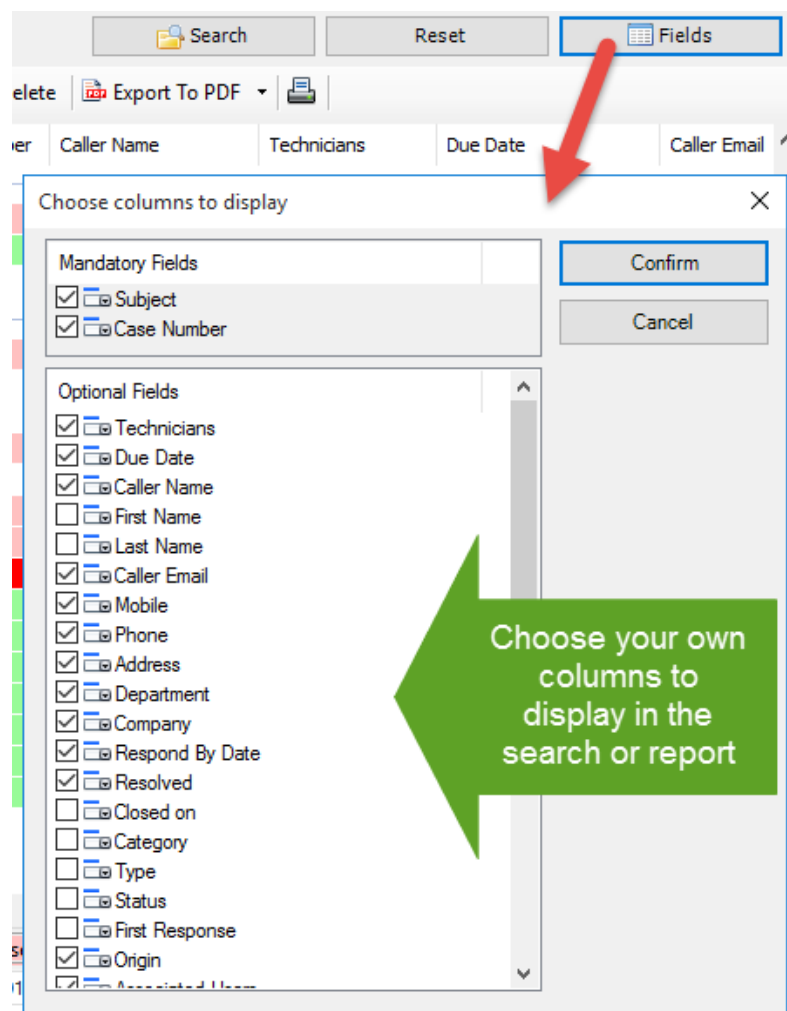 Search Reset Fields
elete Export To PDF
er Caller Name Technicians Due Date Caller Email
Choose columns to display
Mandatory Fields
Confirm
Subject
Case Number
Cancel
Optional Fields
Technicians
Due Date
Caller Name
First Name
Last Name
Caller Email
Mobile
Phone
Address
Department
Company
Respond By Date
Resolved
Closed on
Category
Type
Status
First Response
Origin
Associated Users
Choose your own
columns to
display in the
search or report